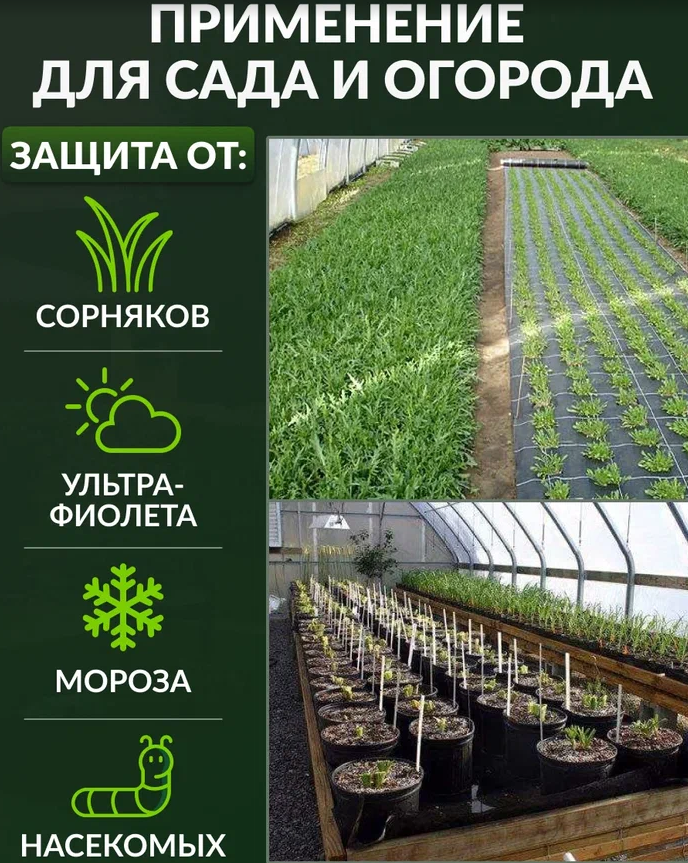 ПРИМЕНЕНИЕ
ДЛЯ САДА И ОГОРОДА
ЗАЩИТА ОТ:
СОРНЯКОВ
УЛЬТРА-
ФИОЛЕТА
МОРОЗА
НАСЕКОМЫХ